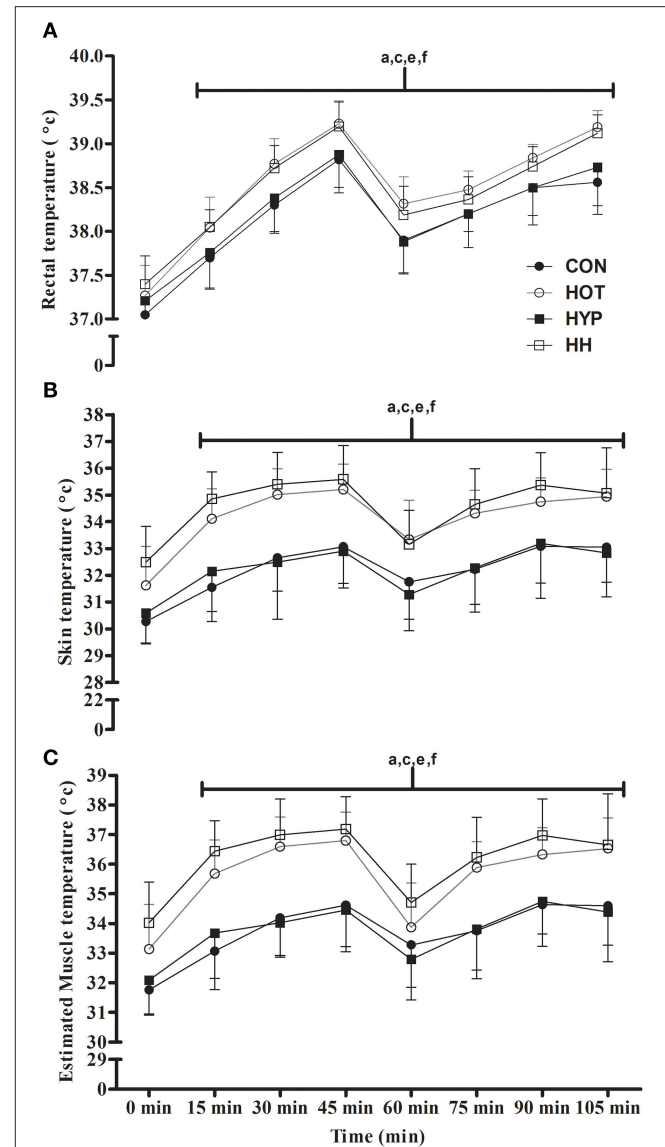 A
a,c,e,f
Rectal temperature ( °c)
40.0
39.5
39.0
38.5
38.0
37.5
37.0
0
CON
HOT
HYP
HH
B
a,c,e,f
Skin temperature (°c)
38
37
36
35
34
33
32
31
30
29
28
22
0
C
a,c,e,f
Estimated Muscle temperature ( °c)
39
38
37
36
35
34
33
32
31
30
29
0
0 min 15 min 30 min 45 min 60 min 75 min 90 min 105 min
Time (min)